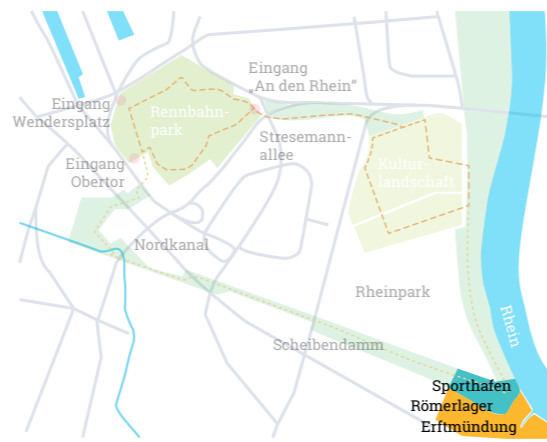 Eingang
„An den Rhein“
Eingang
Wendersplatz
Rennbahn-
park
Stresemann-
allee
Eingang
Obertor
Kultur-
landschaft
Nordkanal
Rheinpark
Rhein
Scheibendamm
Sporthafen
Römerlager
Erftmündung